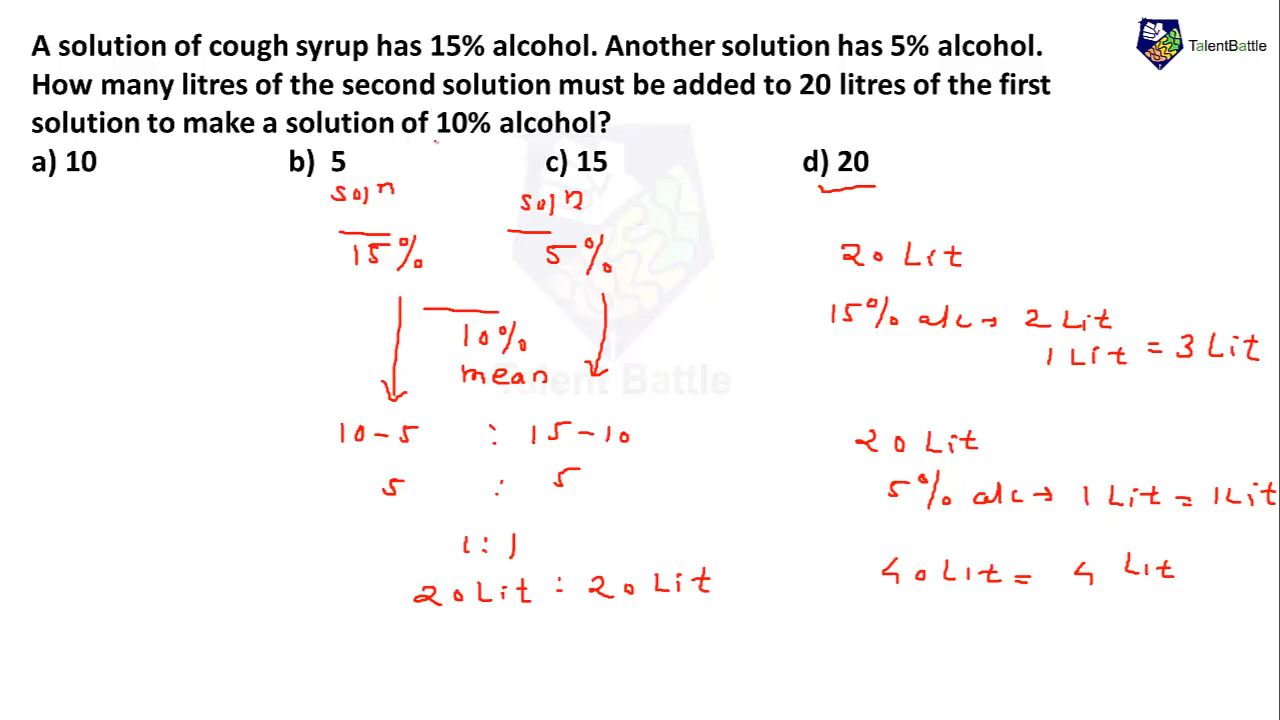 A solution of cough syrup has 15% alcohol. Another solution has 5% alcohol.
TalentBattle
How many litres of the second solution must be added to 20 litres of the first
solution to make a solution of 10% alcohol?
a) 10 b) 5 c) 15 d) 20
soln soln
15% 5%
20 Lit
10%
mean
Talent Battle
15% alc → 2 Lit
1 Lit = 3 Lit
10-5 : 15-10
20 Lit
5 : 5
5% alc → 1 Lit = 1Lit
1:1
40 Lit = 4 Lit
20Lit : 20 Lit